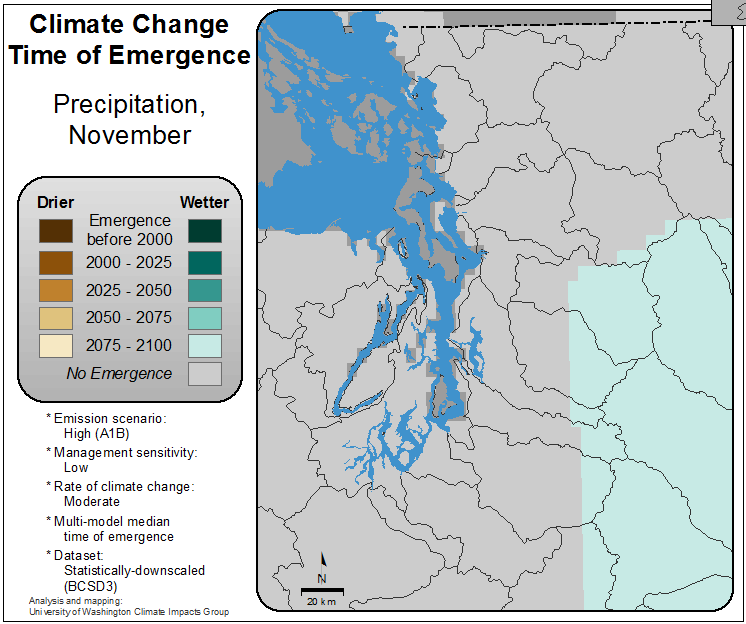 Climate Change
Time of Emergence
Precipitation,
November
Drier
Wetter
Emergence
before 2000
2000 - 2025
2025 - 2050
2050 - 2075
2075 - 2100
No Emergence
* Emission scenario:
High (A1B)
* Management sensitivity:
Low
* Rate of climate change:
Moderate
* Multi-model median
time of emergence
* Dataset:
Statistically-downscaled
(BCSD3)
Analysis and mapping:
University of Washington Climate Impacts Group
N
20 km